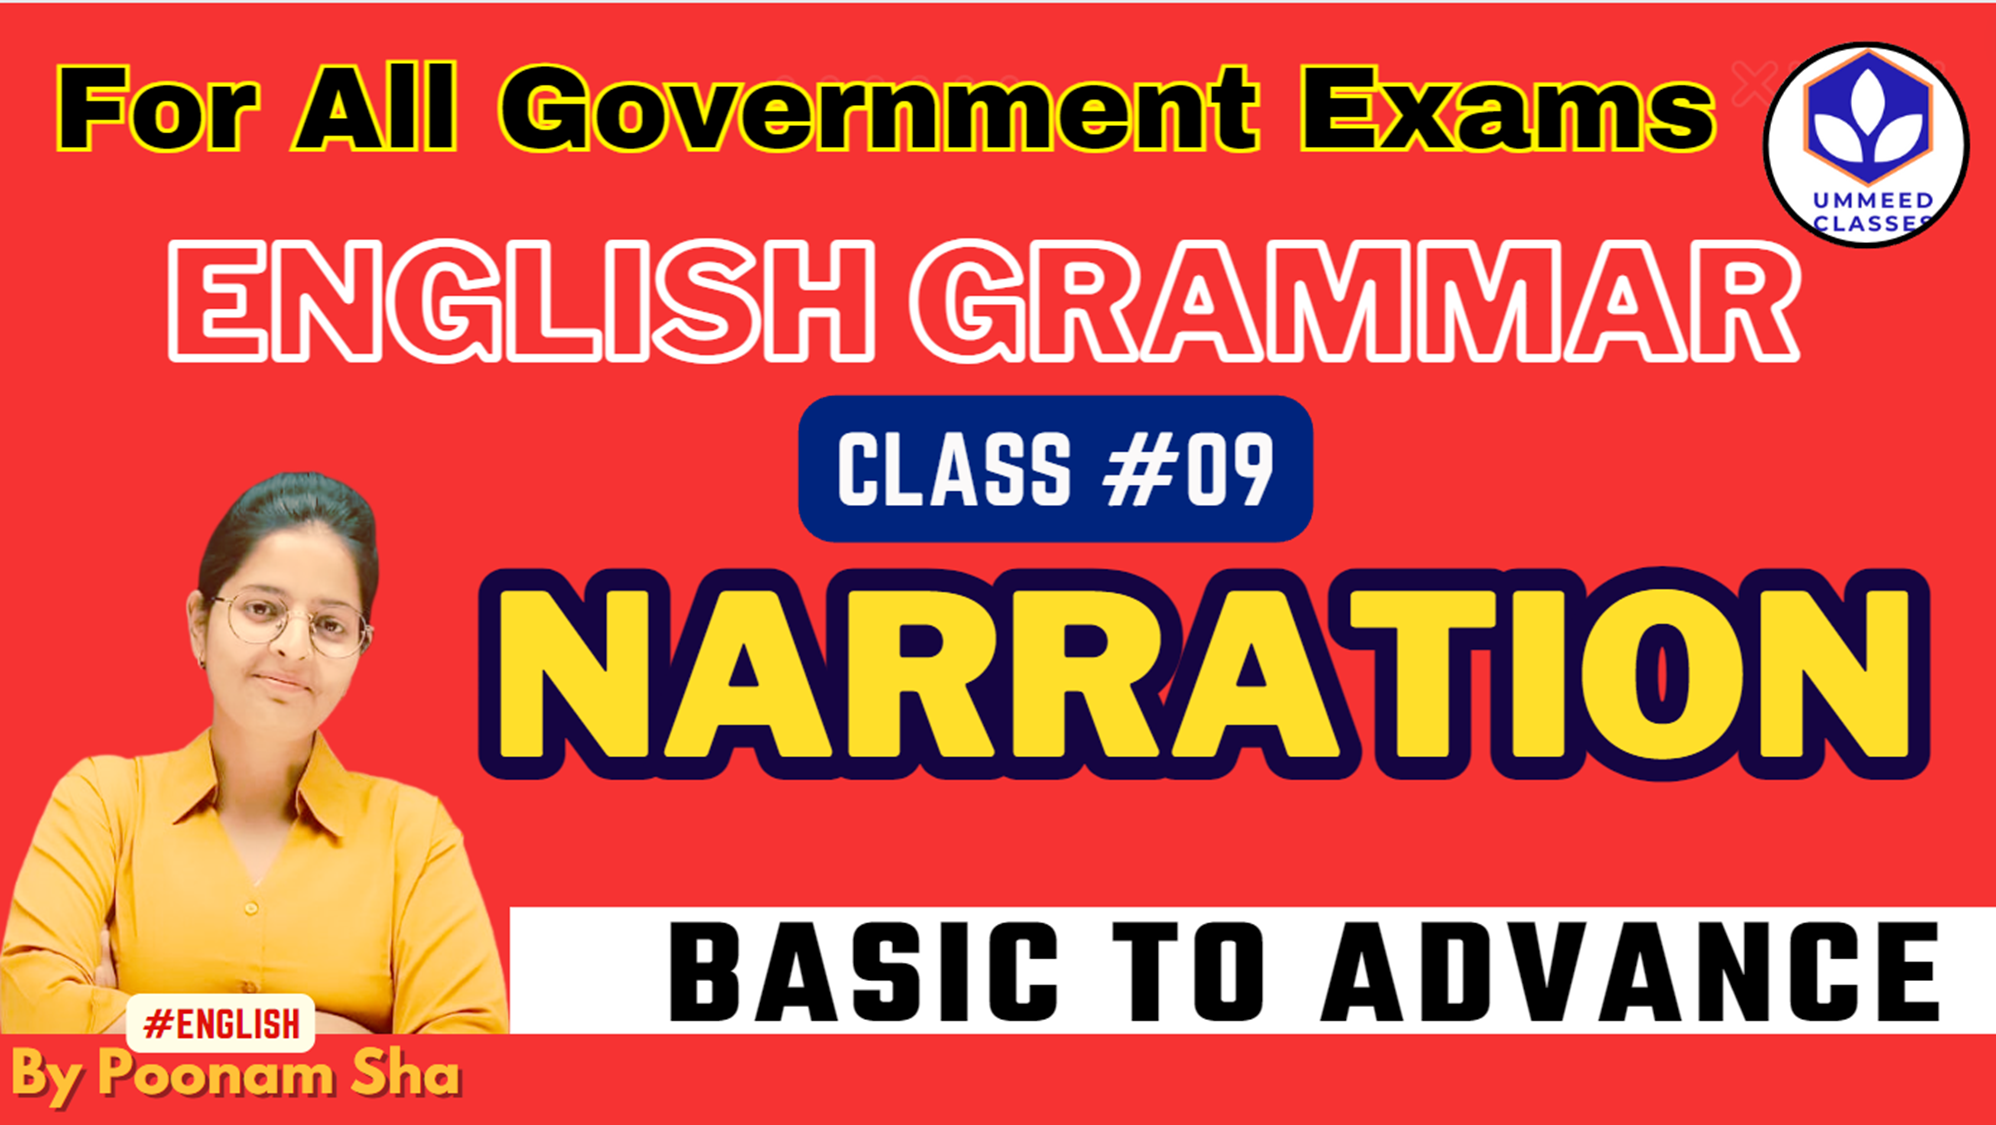 For All Government Exams
UMMEED
CLASSES
ENGLISH GRAMMAR
CLASS #09
NARRATION
BASIC TO ADVANCE
#ENGLISH
By Poonam Sha